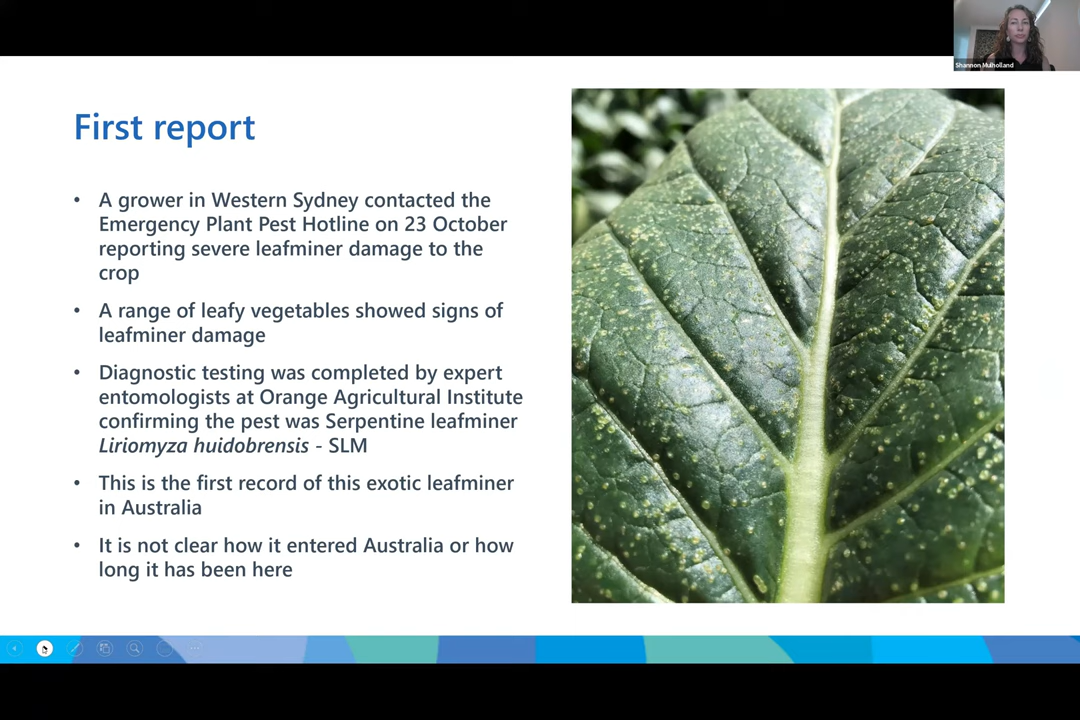 Shannon Mulholland
First report
• A grower in Western Sydney contacted the
Emergency Plant Pest Hotline on 23 October
reporting severe leafminer damage to the
crop
• A range of leafy vegetables showed signs of
leafminer damage
• Diagnostic testing was completed by expert
entomologists at Orange Agricultural Institute
confirming the pest was Serpentine leafminer
Liriomyza huidobrensis - SLM
• This is the first record of this exotic leafminer
in Australia
• It is not clear how it entered Australia or how
long it has been here